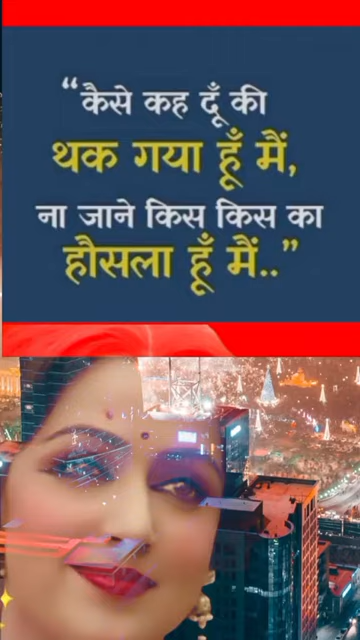 “कैसे कह दूँ की
थक गया हूँ मैं,
ना जाने किस किस का
हौसला हूँ मैं..”